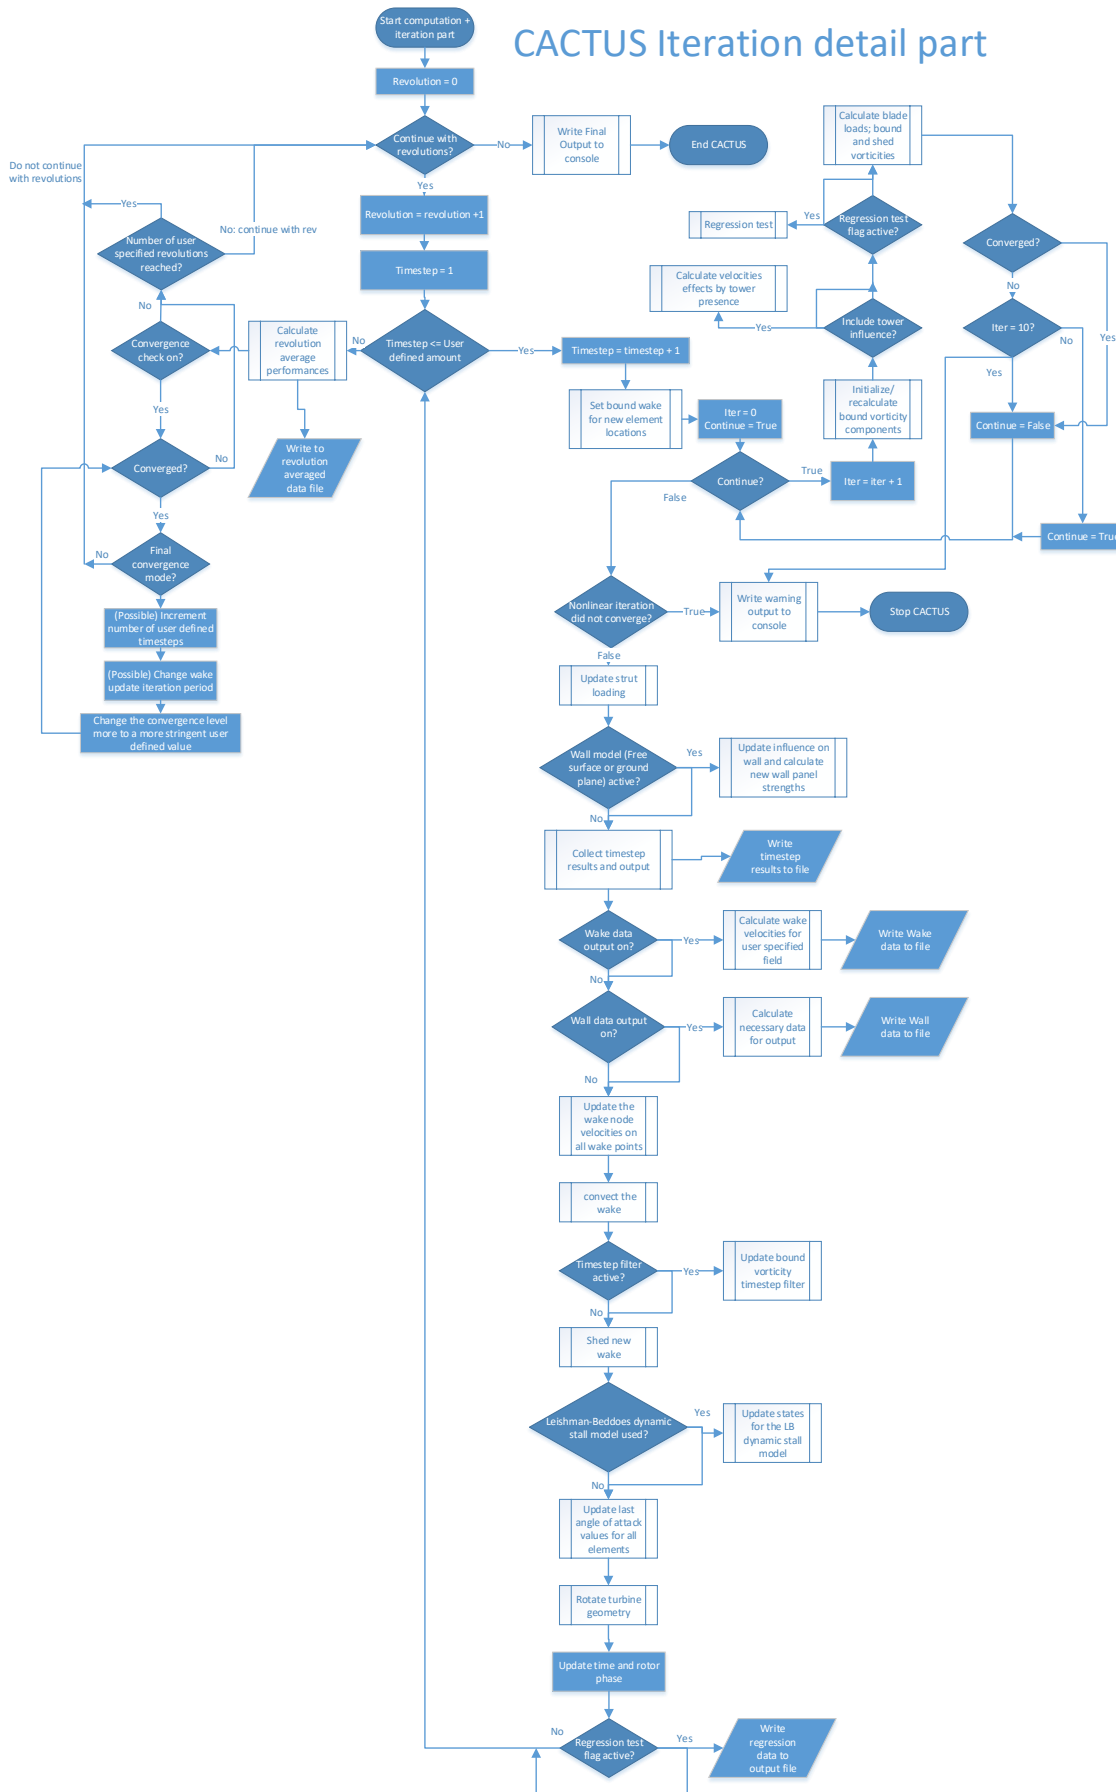 CACTUS Iteration detail part
Start computation +
iteration part
Revolution = 0
Continue with
revolutions?
No
Write Final
Output to
console
End CACTUS
Yes
Revolution = revolution +1
Timestep = 1
Timestep <= User
defined amount
No
Yes
Calculate
revolution
average
performances
Write to
revolution
averaged
data file
Do not continue
with revolutions
Yes
Number of user
specified revolutions
reached?
No: continue with rev
No
Convergence
check on?
Yes
Converged?
No
Yes
Final
convergence
mode?
No
(Possible) Increment
number of user defined
timesteps
(Possible) Change wake
update iteration period
Change the convergence level
more to a more stringent user
defined value
Timestep = timestep + 1
Set bound wake
for new element
locations
Iter = 0
Continue = True
Continue?
True
False
Iter = iter + 1
Initialize/
recalculate
bound vorticity
components
Include tower
influence?
Yes
Calculate velocities
effects by tower
presence
Regression test
flag active?
Yes
Regression test
Calculate blade
loads; bound
and shed
vorticities
Converged?
No
Yes
Iter = 10?
No
Yes
Continue = False
Continue = True
Nonlinear iteration
did not converge?
True
Write warning
output to
console
Stop CACTUS
False
Update strut
loading
Wall model (Free
surface or ground
plane) active?
Yes
Update influence on
wall and calculate
new wall panel
strengths
No
Collect timestep
results and output
Write
timestep
results to file
Wake data
output on?
Yes
Calculate wake
velocities for
user specified
field
Write Wake
data to file
No
Wall data output
on?
Yes
Calculate
necessary data
for output
Write Wall
data to file
No
Update the
wake node
velocities on
all wake points
convect the
wake
Timestep filter
active?
Yes
Update bound
vorticity
timestep filter
No
Shed new
wake
Leishman-Beddoes dynamic
stall model used?
Yes
Update states
for the LB
dynamic stall
model
No
Update last
angle of attack
values for all
elements
Rotate turbine
geometry
Update time and rotor
phase
Regression test
flag active?
No
Yes
Write
regression
data to
output file